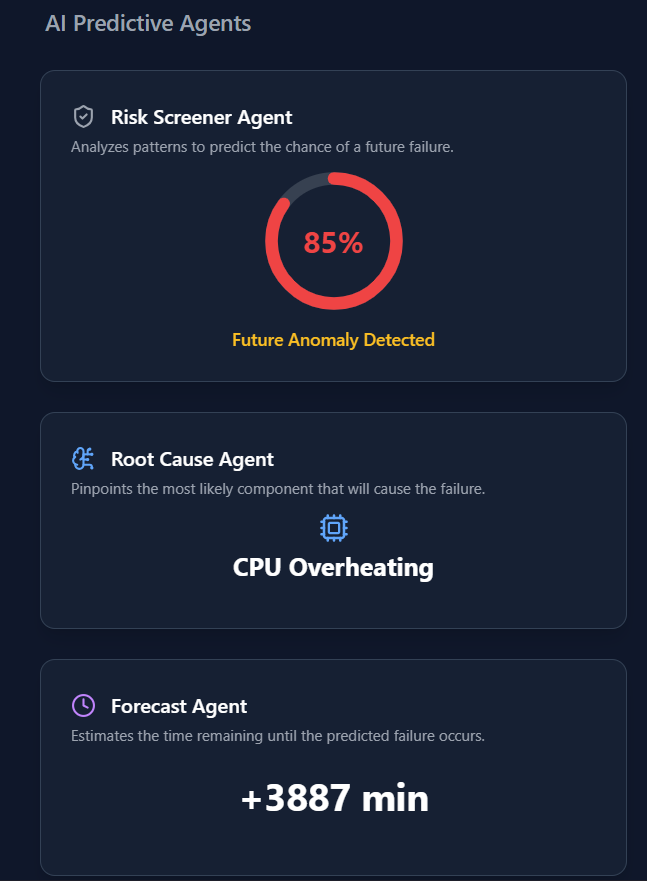 AI Predictive Agents
Risk Screener Agent
Analyzes patterns to predict the chance of a future failure.
85%
Future Anomaly Detected
Root Cause Agent
Pinpoints the most likely component that will cause the failure.
CPU Overheating
Forecast Agent
Estimates the time remaining until the predicted failure occurs.
+3887 min